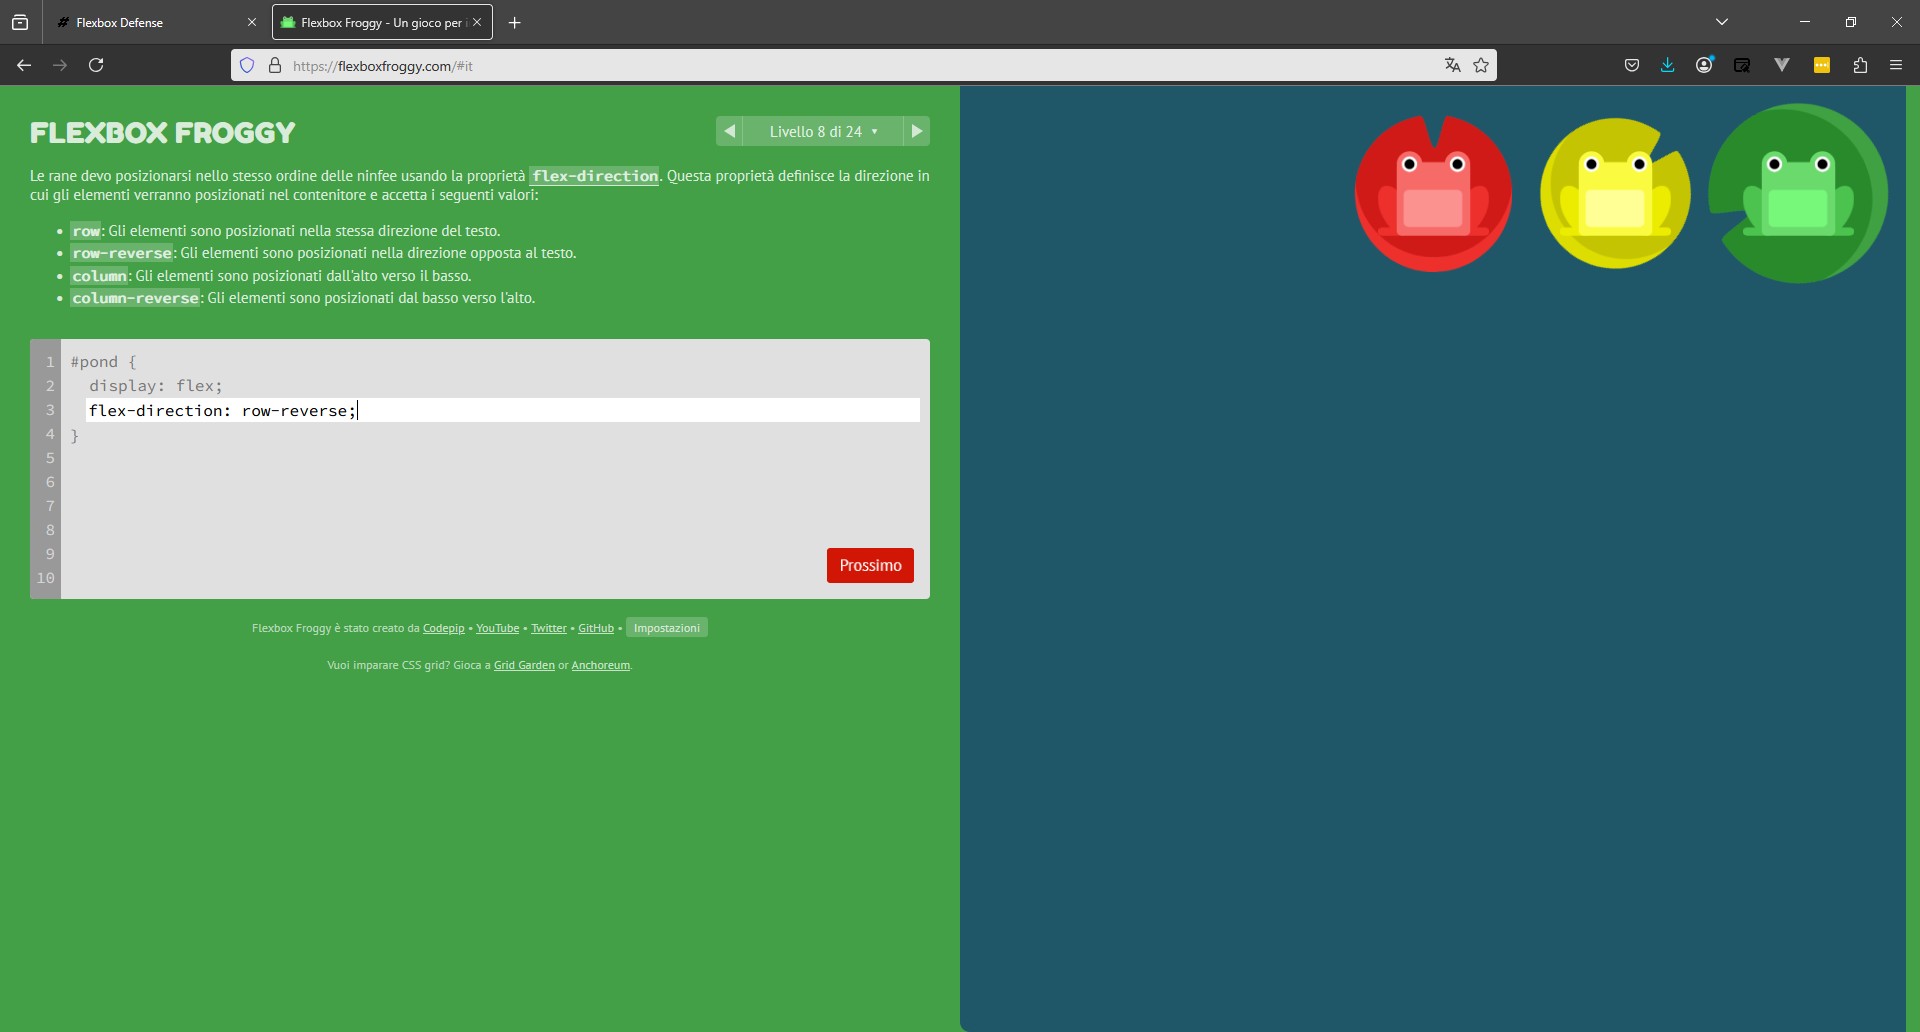 Flexbox Defense
Flexbox Froggy - Un gioco per i
https://flexboxfroggy.com/#it
FLEXBOX FROGGY
Livello 8 di 24
Le rane devo posizionarsi nello stesso ordine delle ninfee usando la proprietà flex-direction. Questa proprietà definisce la direzione in
cui gli elementi verranno posizionati nel contenitore e accetta i seguenti valori:
• row: Gli elementi sono posizionati nella stessa direzione del testo.
• row-reverse: Gli elementi sono posizionati nella direzione opposta al testo.
• column: Gli elementi sono posizionati dall'alto verso il basso.
• column-reverse: Gli elementi sono posizionati dal basso verso l'alto.
1 #pond {
2 display: flex;
3 flex-direction: row-reverse;
4 }
5
6
7
8
9
10
Prossimo
Flexbox Froggy è stato creato da Codepip • YouTube • Twitter • GitHub • Impostazioni
Vuoi imparare CSS grid? Gioca a Grid Garden or Anchoreum.